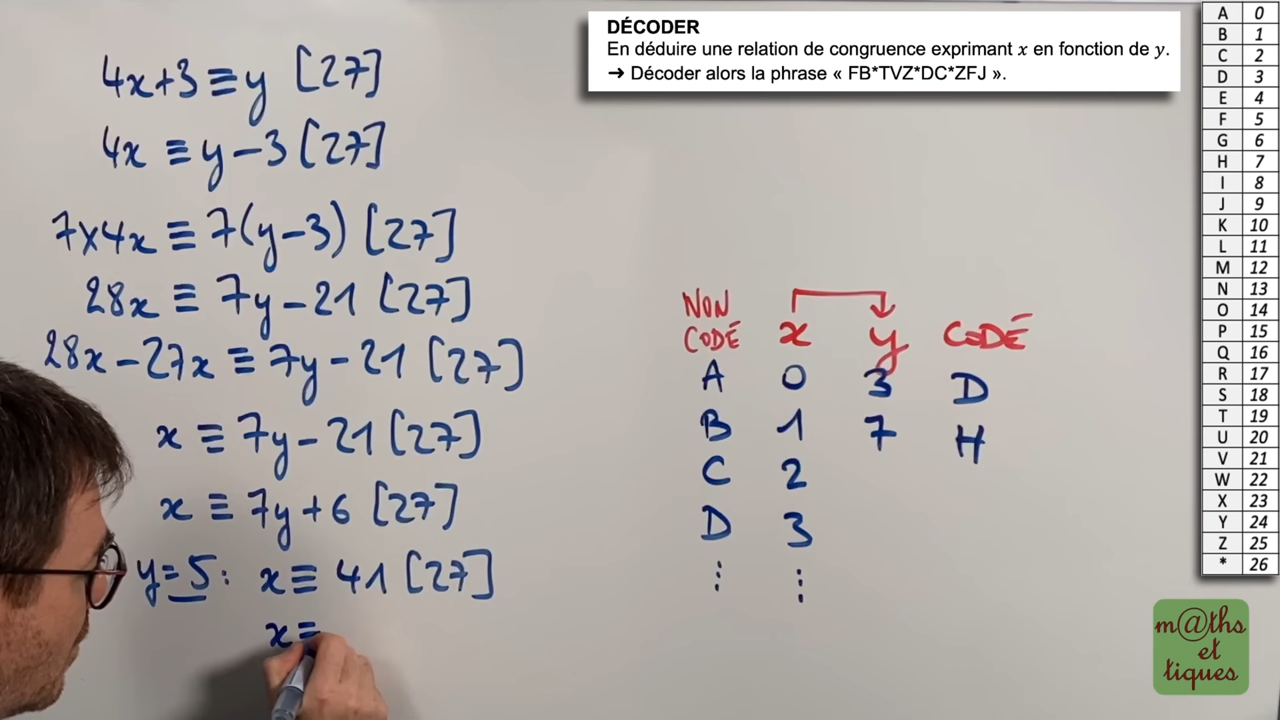 4x+3≡y [27]
4x ≡ y-3 [27]
7×4x ≡ 7(y-3) [27]
28x ≡ 7y-21 [27]
28x-27x ≡ 7y-21 [27]
x ≡ 7y-21 [27]
x ≡ 7y+6 [27]
y=5: x≡ 41 [27]
x≡
DÉCODER
En déduire une relation de congruence exprimant x en fonction de y.
➔ Décoder alors la phrase « FB*TVZ*DC*ZFJ ».
NON CODÉ x y CODÉ
A 0 3 D
B 1 7 H
C 2
D 3
⋮ ⋮
A 0
B 1
C 2
D 3
E 4
F 5
G 6
H 7
I 8
J 9
K 10
L 11
M 12
N 13
O 14
P 15
Q 16
R 17
S 18
T 19
U 20
V 21
W 22
X 23
Y 24
Z 25
* 26
m@ths
et
tiques